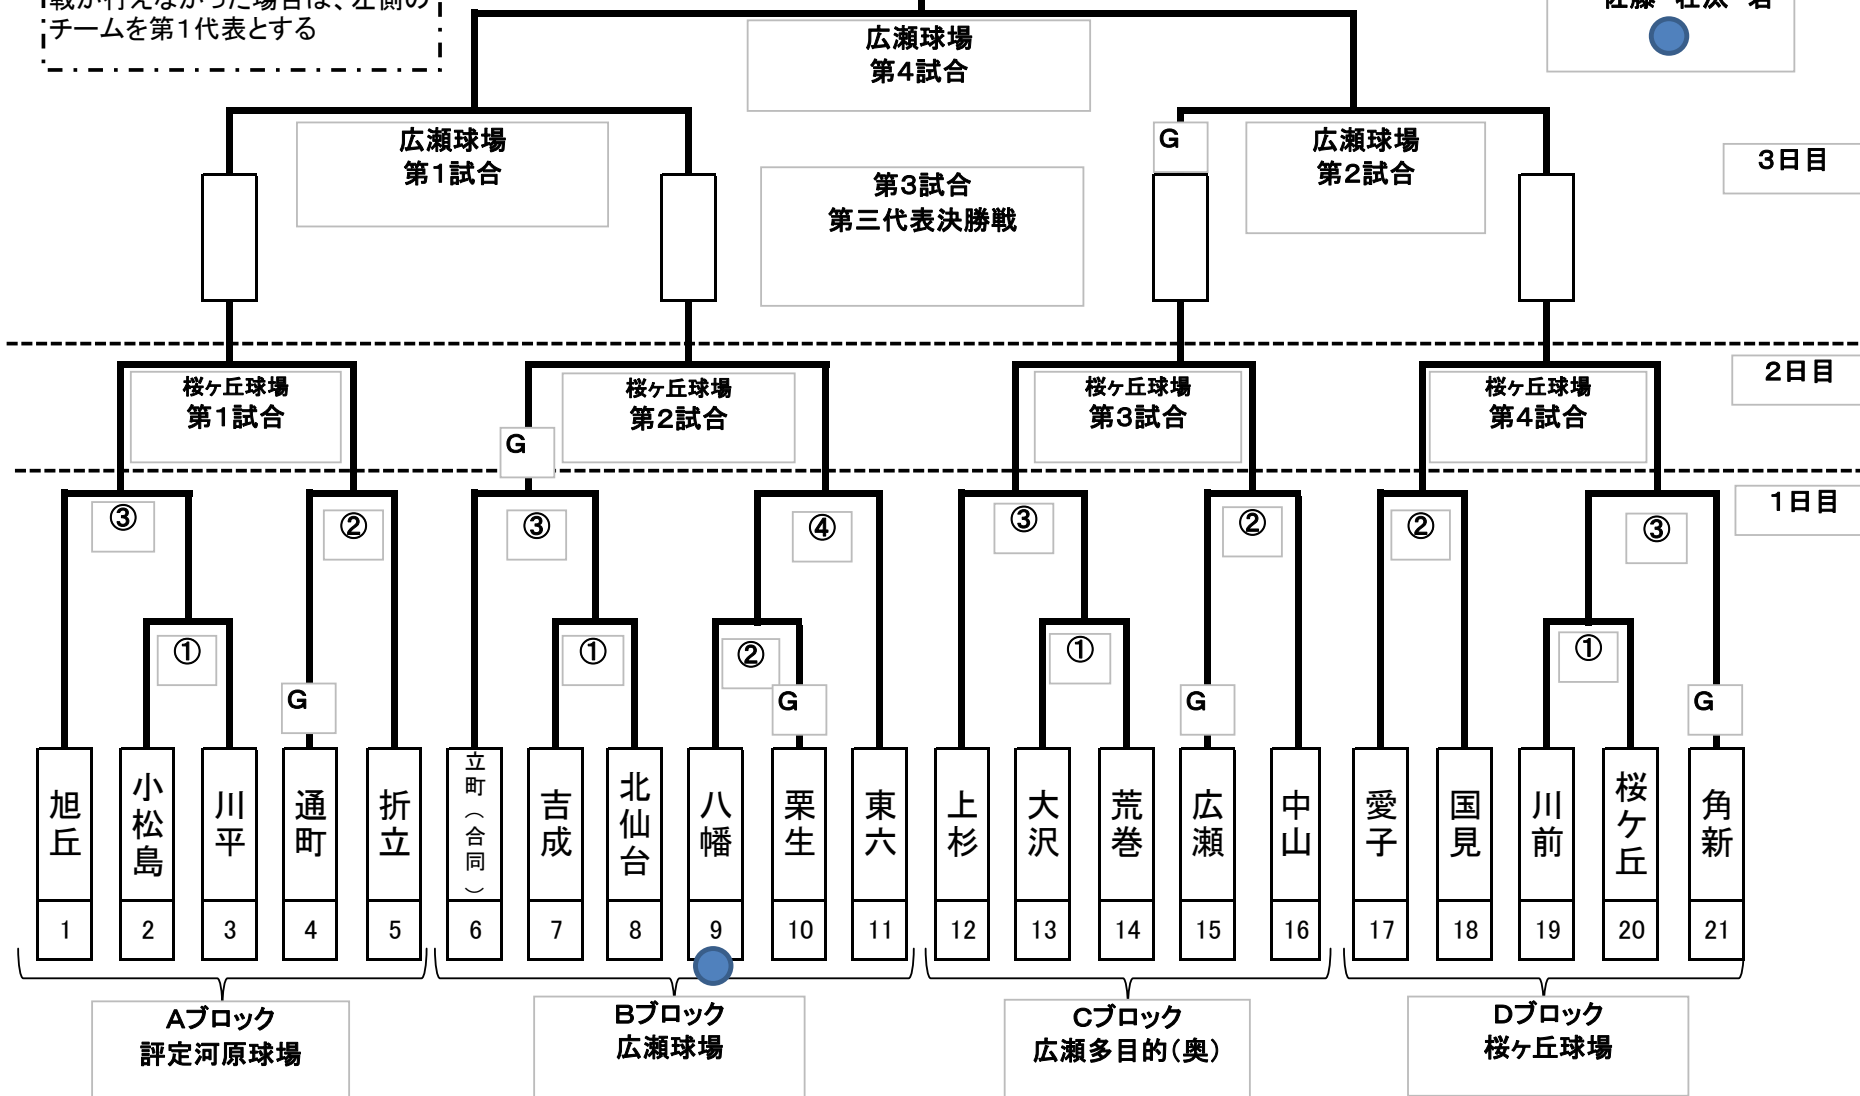 チームを第1代表とする
広瀬球場
第4試合
広瀬球場
第1試合
G
広瀬球場
第2試合
3日目
第3試合
第三代表決勝戦
桜ヶ丘球場
第1試合
桜ヶ丘球場
第2試合
桜ヶ丘球場
第3試合
桜ヶ丘球場
第4試合
2日目
G
1日目
③
②
③
④
③
②
②
③
①
①
②
①
①
G
G
G
G
旭丘
小松島
川平
通町
折立
立町(合同)
吉成
北仙台
八幡
栗生
東六
上杉
大沢
荒巻
広瀬
中山
愛子
国見
川前
桜ケ丘
角新
1
2
3
4
5
6
7
8
9
10
11
12
13
14
15
16
17
18
19
20
21
Aブロック
評定河原球場
Bブロック
広瀬球場
Cブロック
広瀬多目的(奥)
Dブロック
桜ヶ丘球場